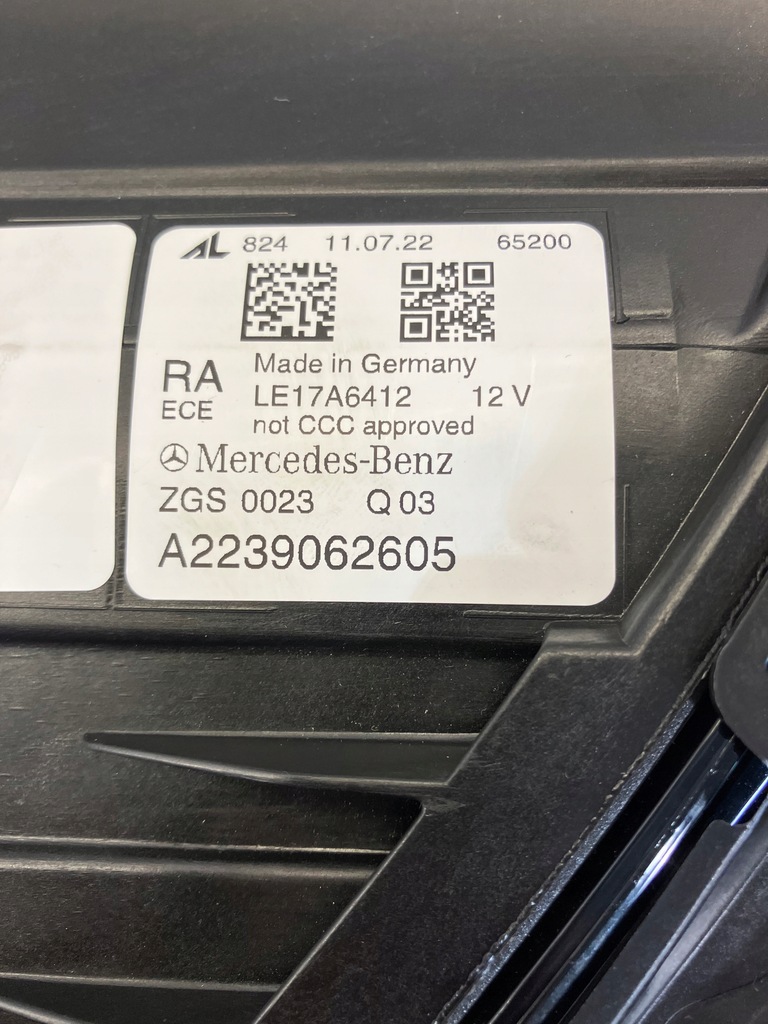 AL 824 11.07.22 65200
RA Made in Germany
ECE LE17A6412 12 V
not CCC approved
Mercedes-Benz
ZGS 0023 Q 03
A2239062605